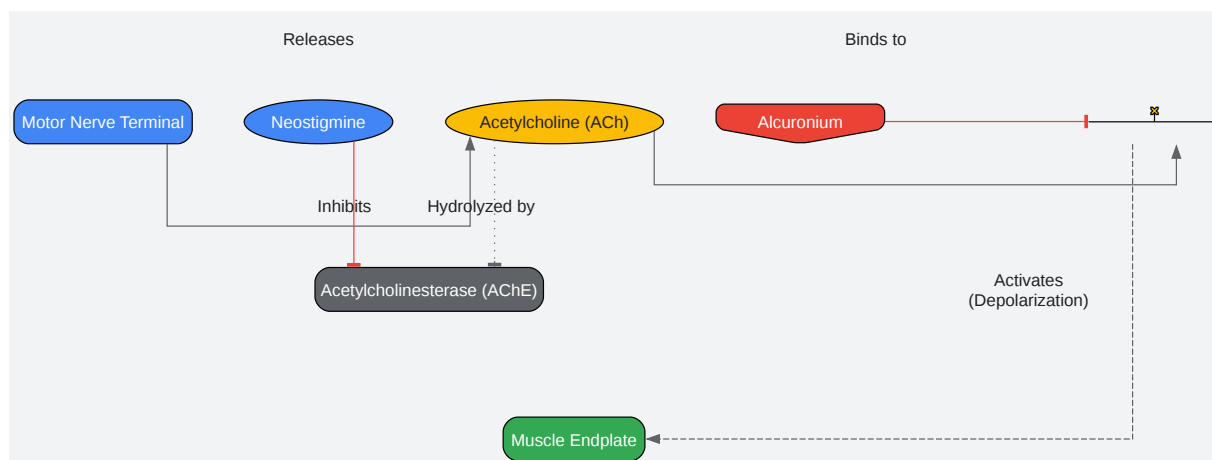 Releases
Binds to
Motor Nerve Terminal
Neostigmine
Acetylcholine (ACh)
Alcuronium
Inhibits
Hydrolyzed by
Acetylcholinesterase (AChE)
Activates
(Depolarization)
Muscle Endplate